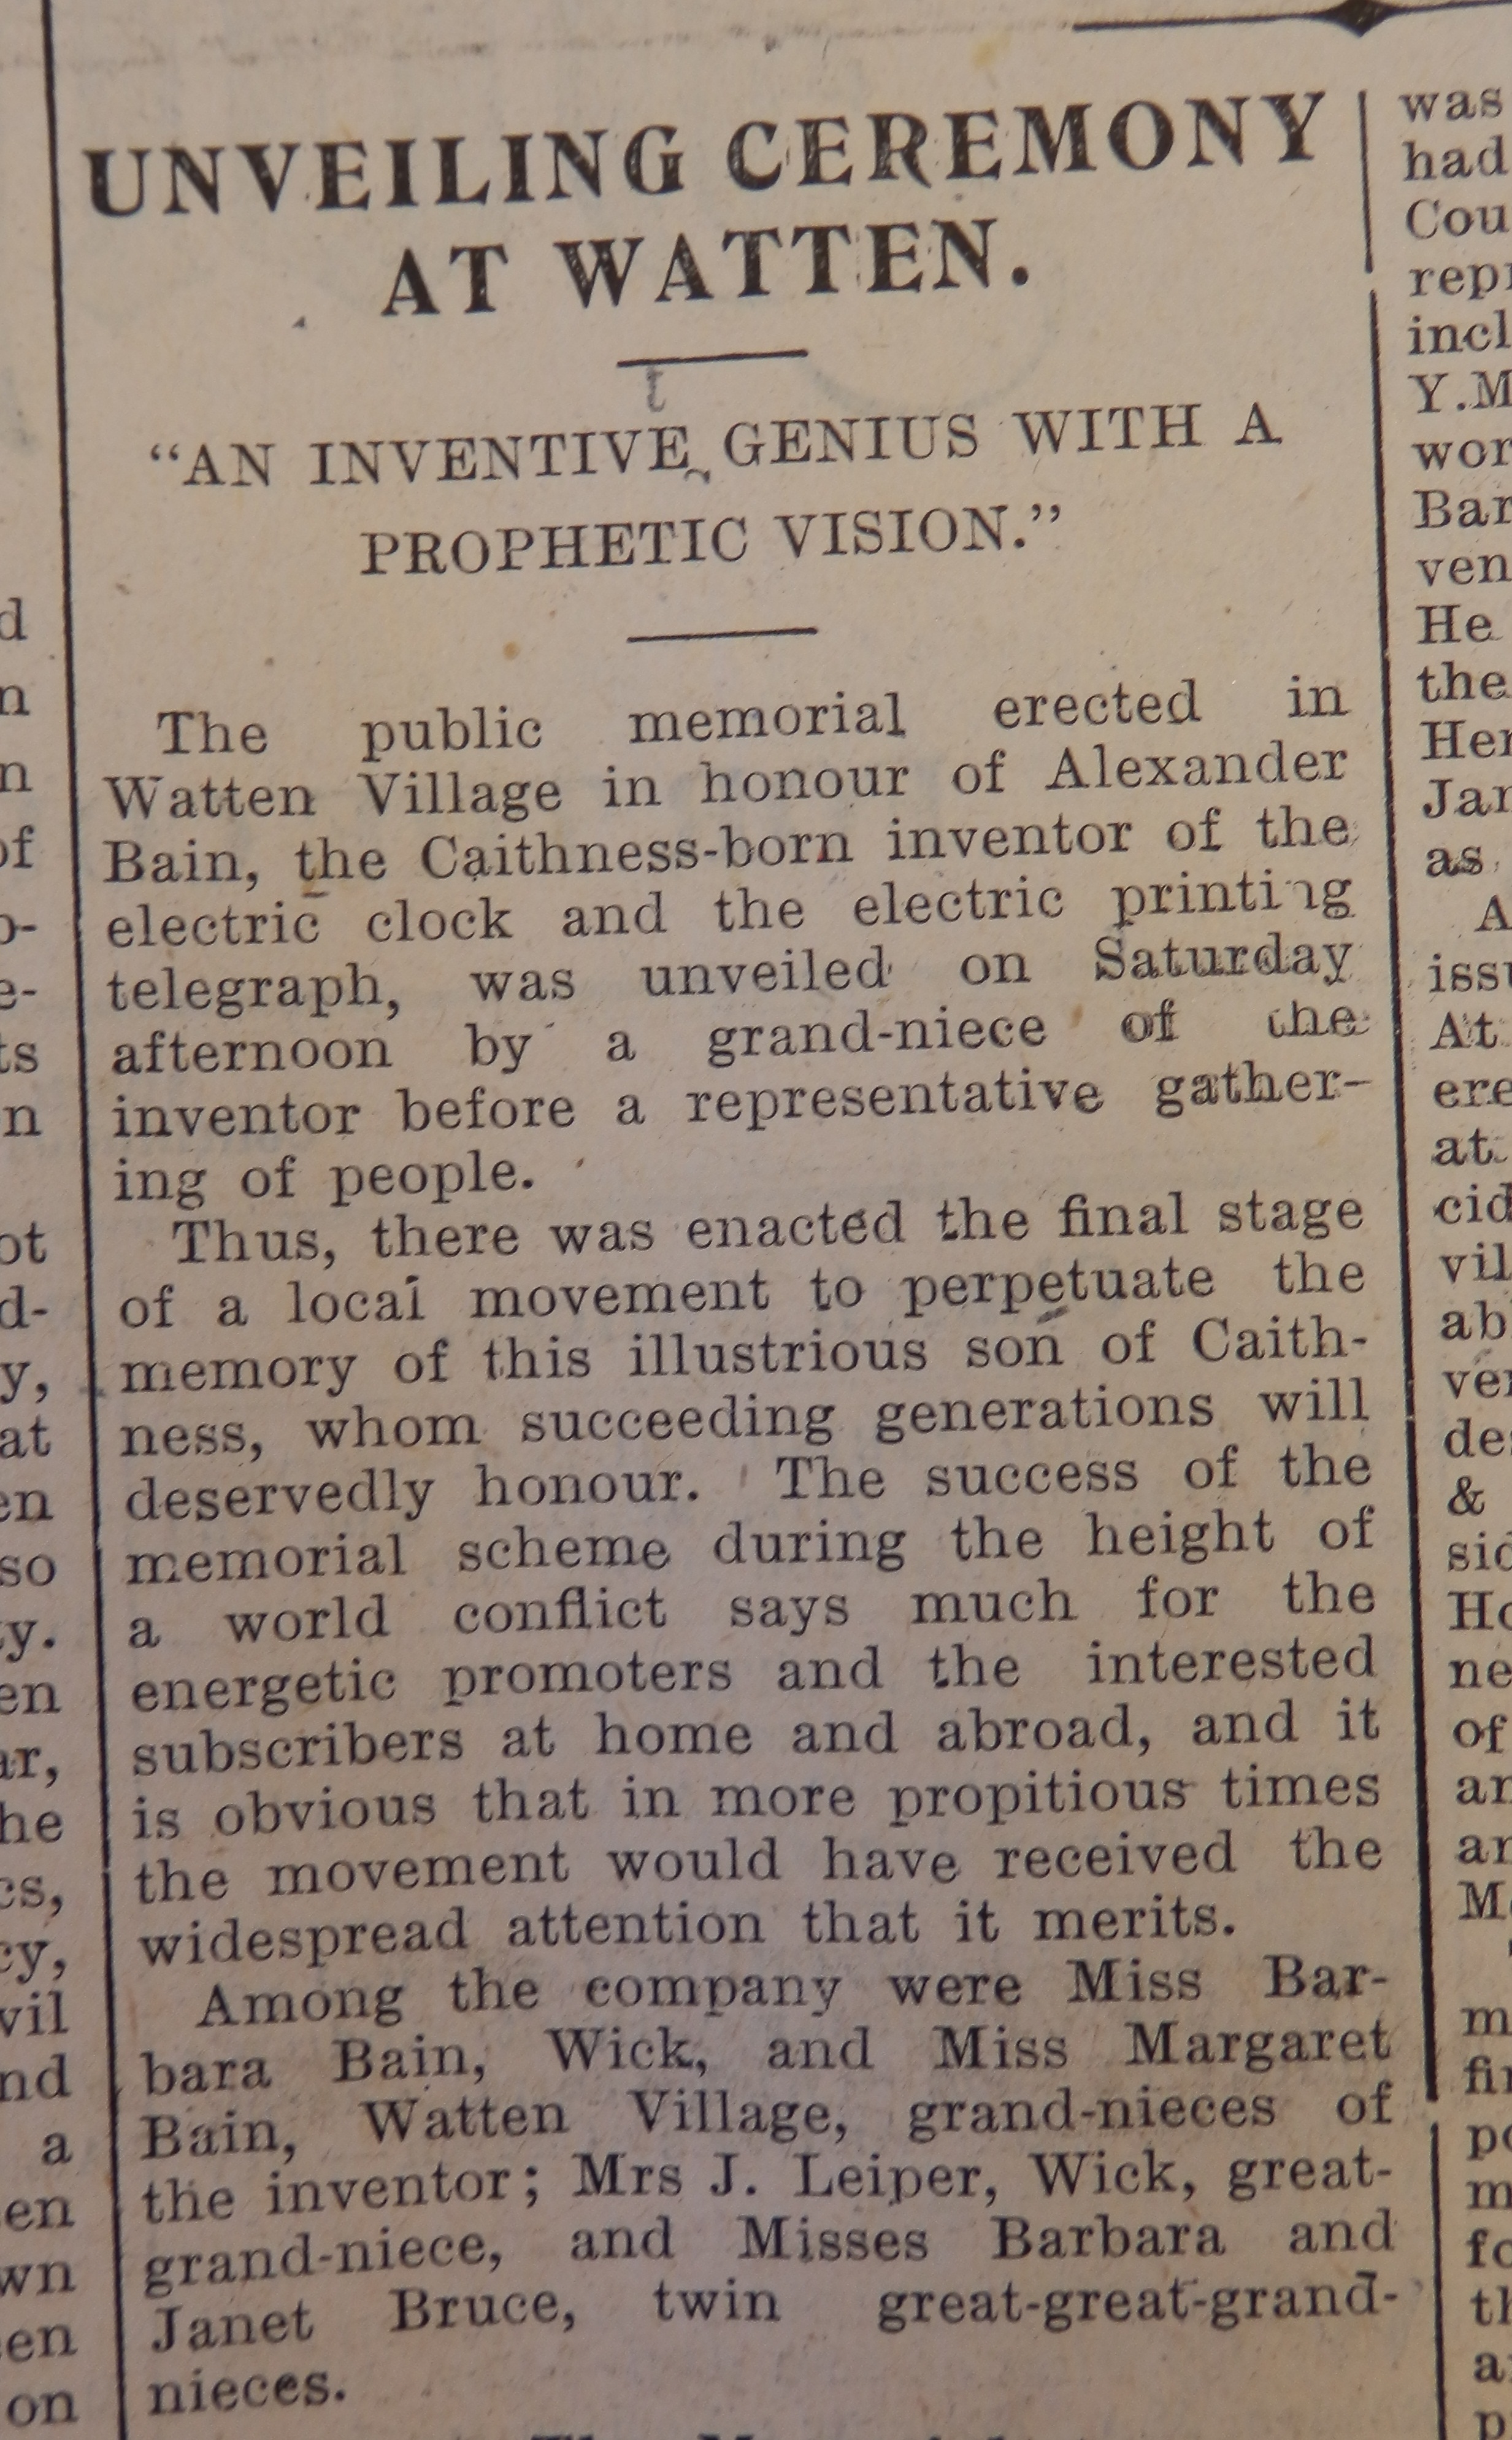 UNVEILING CEREMONY
AT WATTEN.
"AN INVENTIVE GENIUS WITH A
PROPHETIC VISION."
The public memorial erected in
Watten Village in honour of Alexander
Bain, the Caithness-born inventor of the
electric clock and the electric printing
telegraph, was unveiled on Saturday
afternoon by a grand-niece of the
inventor before a representative gather-
ing of people.
Thus, there was enacted the final stage
of a local movement to perpetuate the
memory of this illustrious son of Caith-
ness, whom succeeding generations will
deservedly honour. The success of the
memorial scheme during the height of
a world conflict says much for the
energetic promoters and the interested
subscribers at home and abroad, and it
is obvious that in more propitious times
the movement would have received the
widespread attention that it merits.
Among the company were Miss Bar-
bara Bain, Wick, and Miss Margaret
Bain, Watten Village, grand-nieces of
the inventor; Mrs J. Leiper, Wick, great-
grand-niece, and Misses Barbara and
Janet Bruce, twin great-great-grand-
nieces.